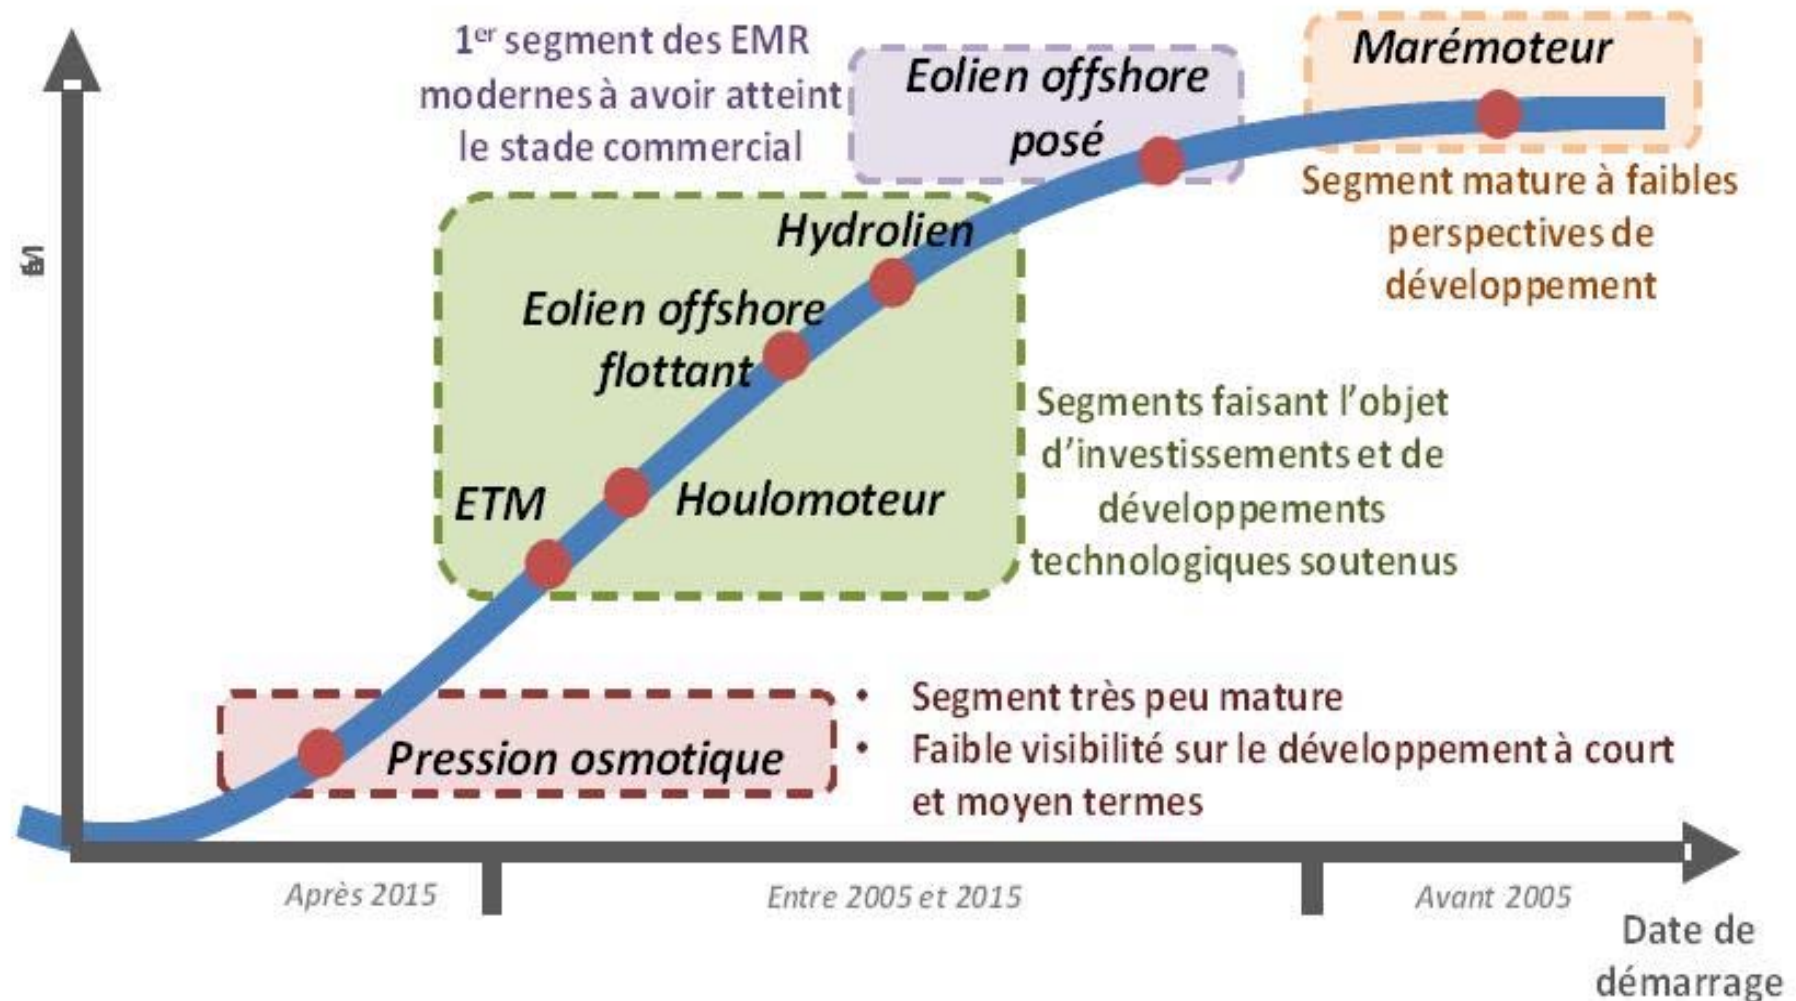 1er segment des EMR
modernes à avoir atteint
le stade commercial
Eolien offshore
posé
Marémoteur
Segment mature à faibles
perspectives de
développement
Hydrolien
Eolien offshore
flottant
ETM
Houlomoteur
Segments faisant l'objet
d'investissements et de
développements
technologiques soutenus
Pression osmotique
• Segment très peu mature
• Faible visibilité sur le développement à court
et moyen termes
Après 2015
Entre 2005 et 2015
Avant 2005
Date de
démarrage